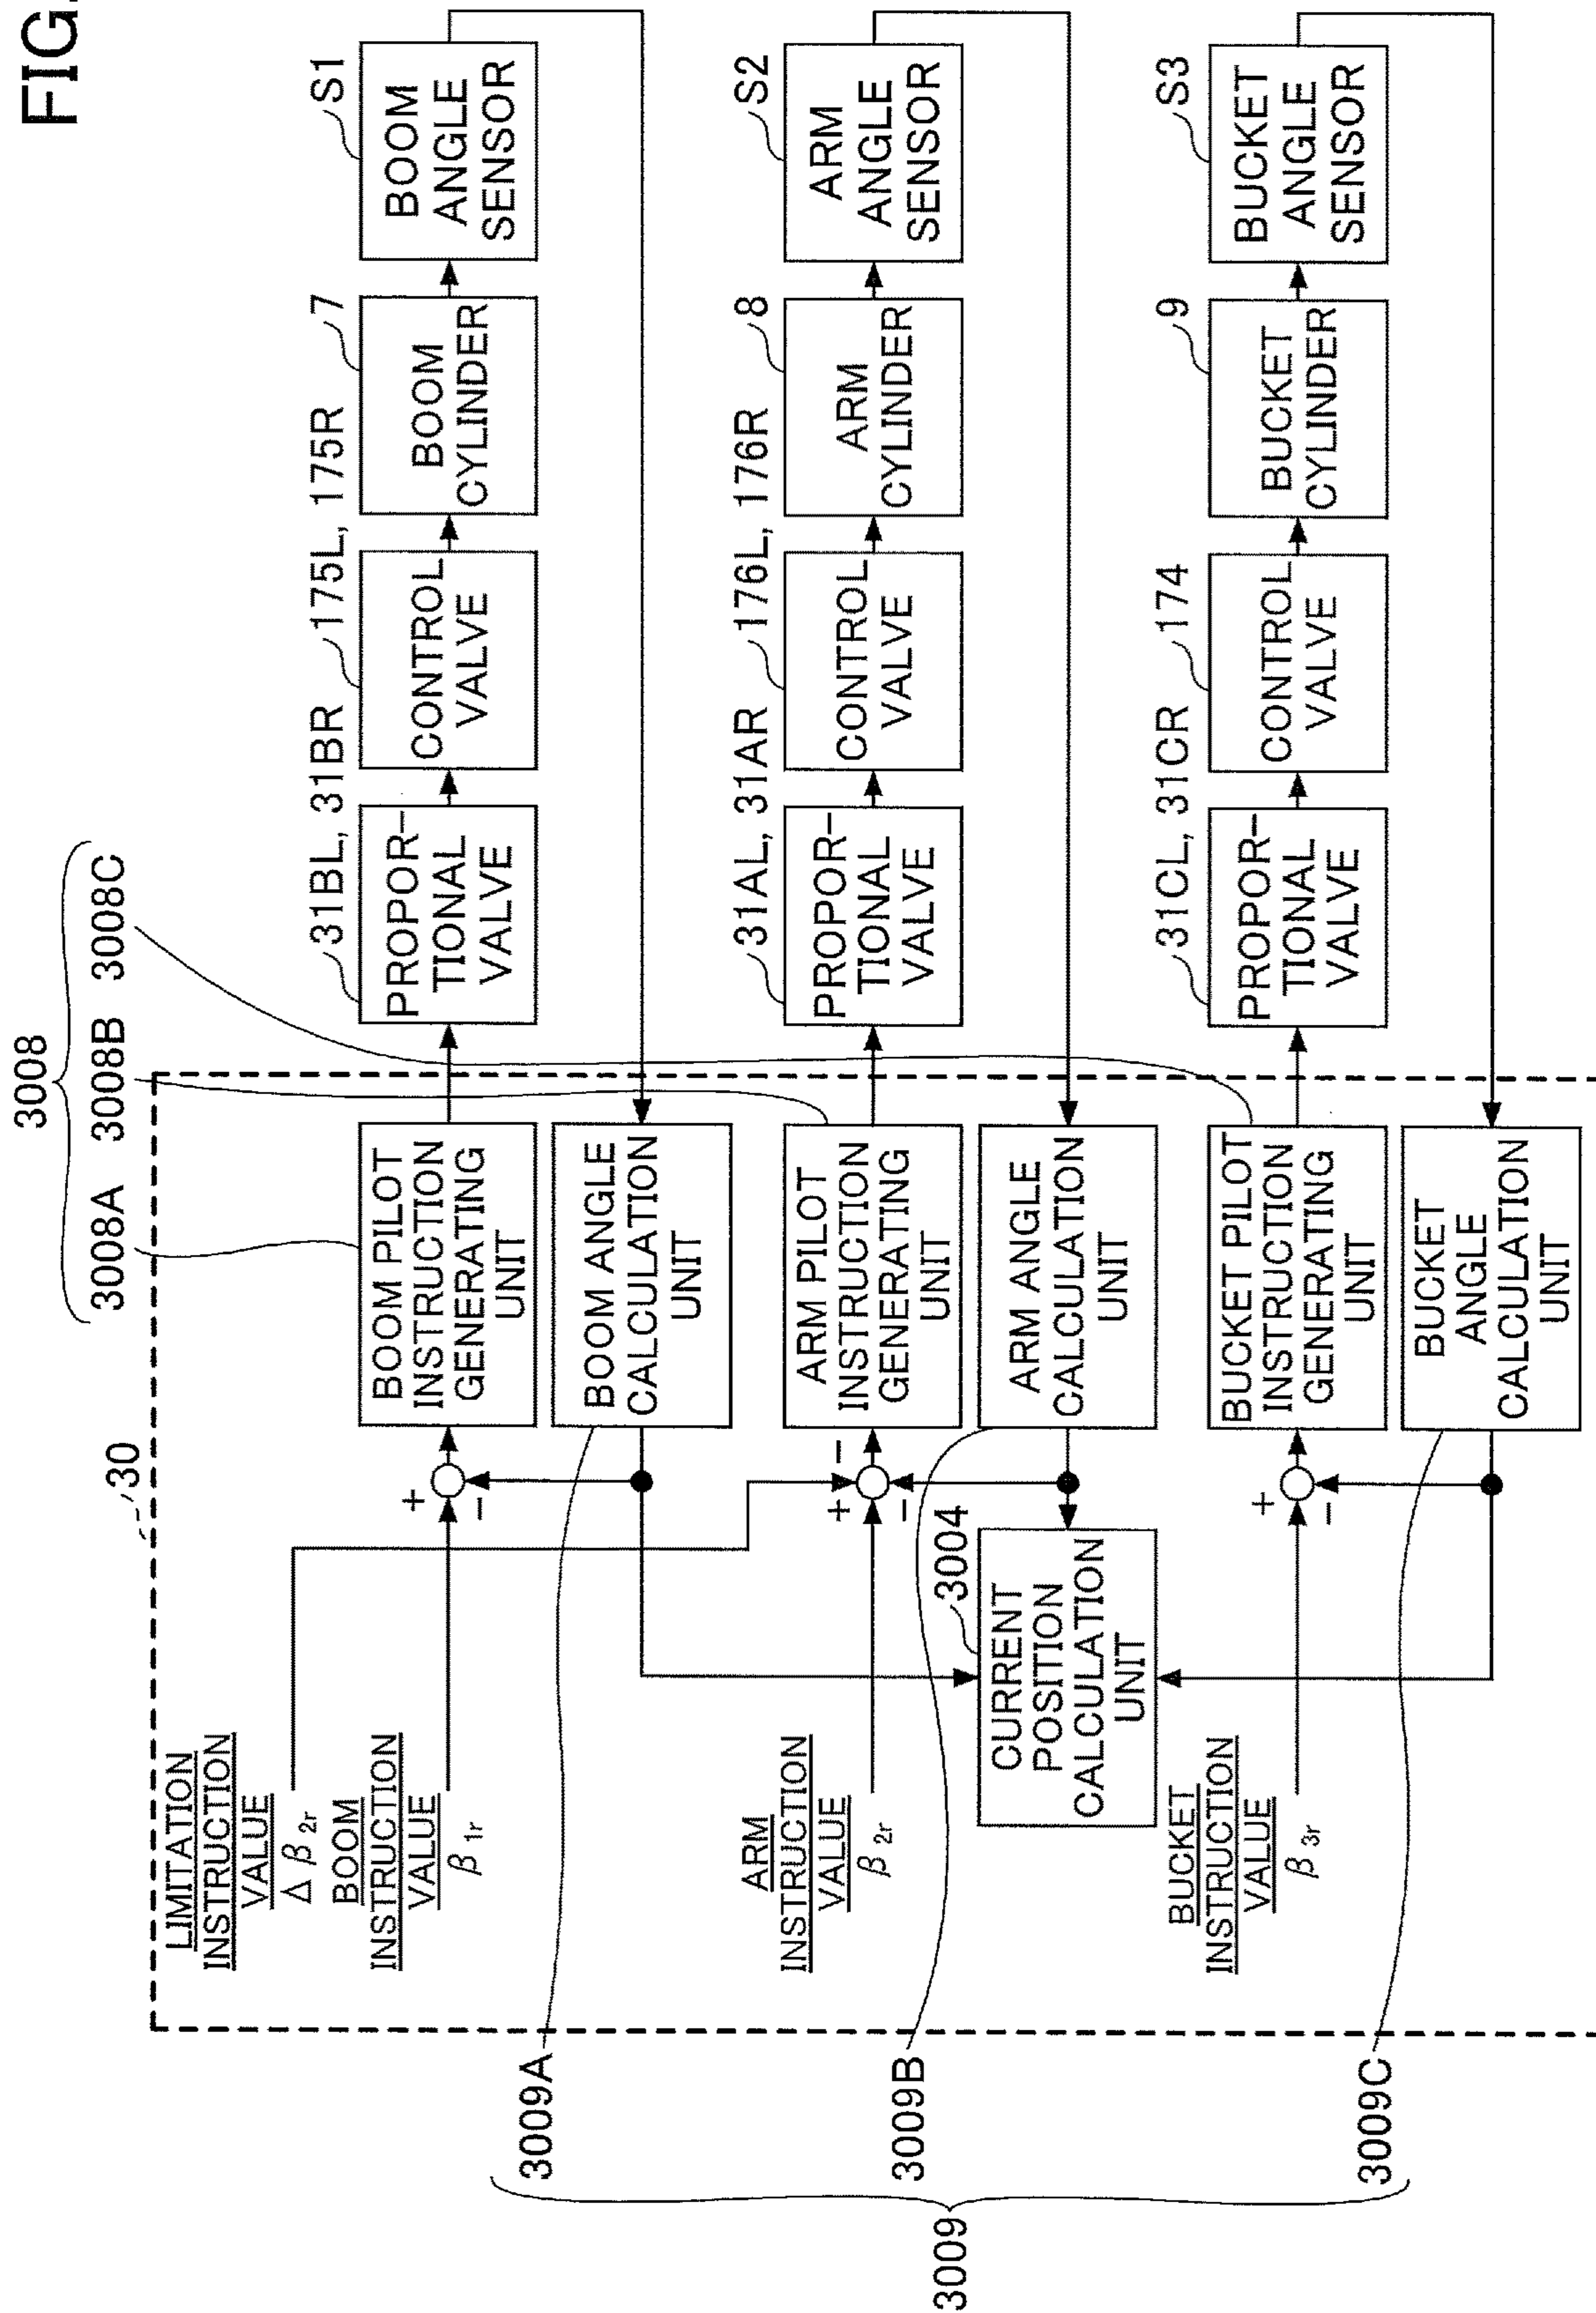 FIG.
3008
3008A 3008B 3008C
30
LIMITATION
INSTRUCTION
VALUE
Δβ2r
BOOM
INSTRUCTION
VALUE
β1r
+
−
BOOM PILOT
INSTRUCTION
GENERATING
UNIT
31BL, 31BR
PROPOR–
TIONAL
VALVE
175L, 175R
CONTROL
VALVE
7
BOOM
CYLINDER
S1
BOOM
ANGLE
SENSOR
BOOM ANGLE
CALCULATION
UNIT
3009A
ARM
INSTRUCTION
VALUE
β2r
+
−
−
ARM PILOT
INSTRUCTION
GENERATING
UNIT
31AL, 31AR
PROPOR–
TIONAL
VALVE
176L, 176R
CONTROL
VALVE
8
ARM
CYLINDER
S2
ARM
ANGLE
SENSOR
3009B
3004
CURRENT
POSITION
CALCULATION
UNIT
ARM ANGLE
CALCULATION
UNIT
3009
BUCKET
INSTRUCTION
VALUE
β3r
+
−
BUCKET PILOT
INSTRUCTION
GENERATING
UNIT
31CL, 31CR
PROPOR–
TIONAL
VALVE
174
CONTROL
VALVE
9
BUCKET
CYLINDER
S3
BUCKET
ANGLE
SENSOR
3009C
BUCKET
ANGLE
CALCULATION
UNIT